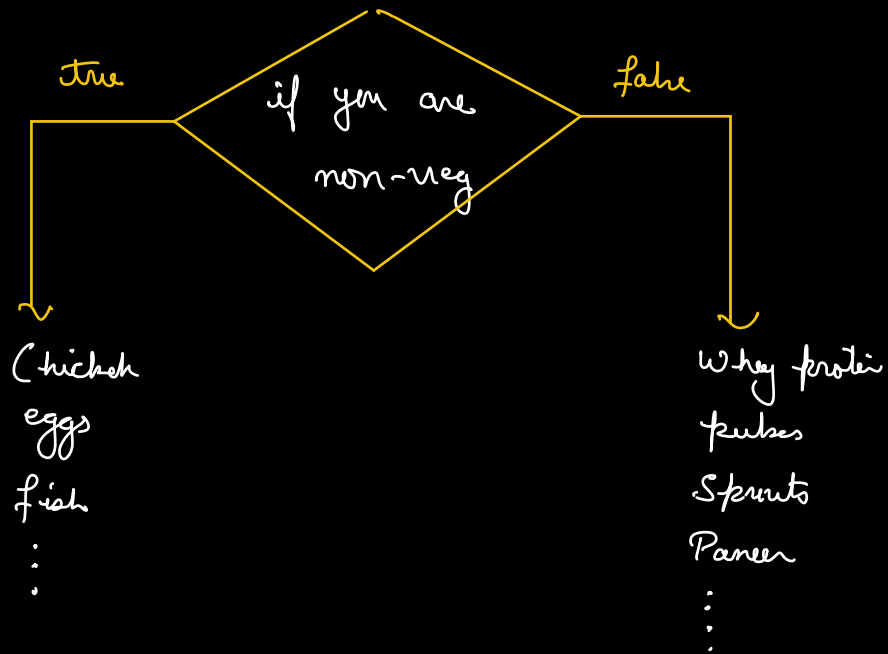 true
if you are
non-veg
false
Chicken
eggs
fish
Whey protein
pulses
Sprouts
Paneer